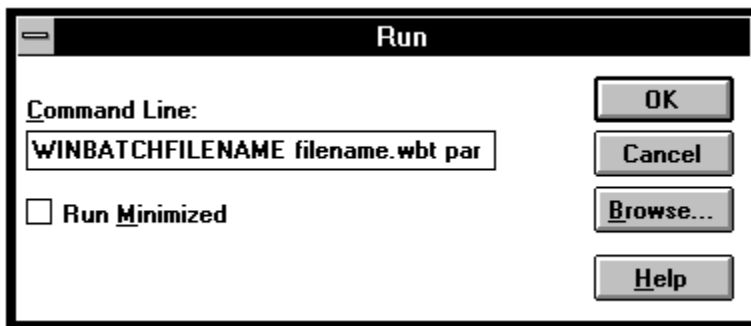 Run
Command Line:
WINBATCHFILENAME filename.wbt par
Run Minimized
OK
Cancel
Browse...
Help